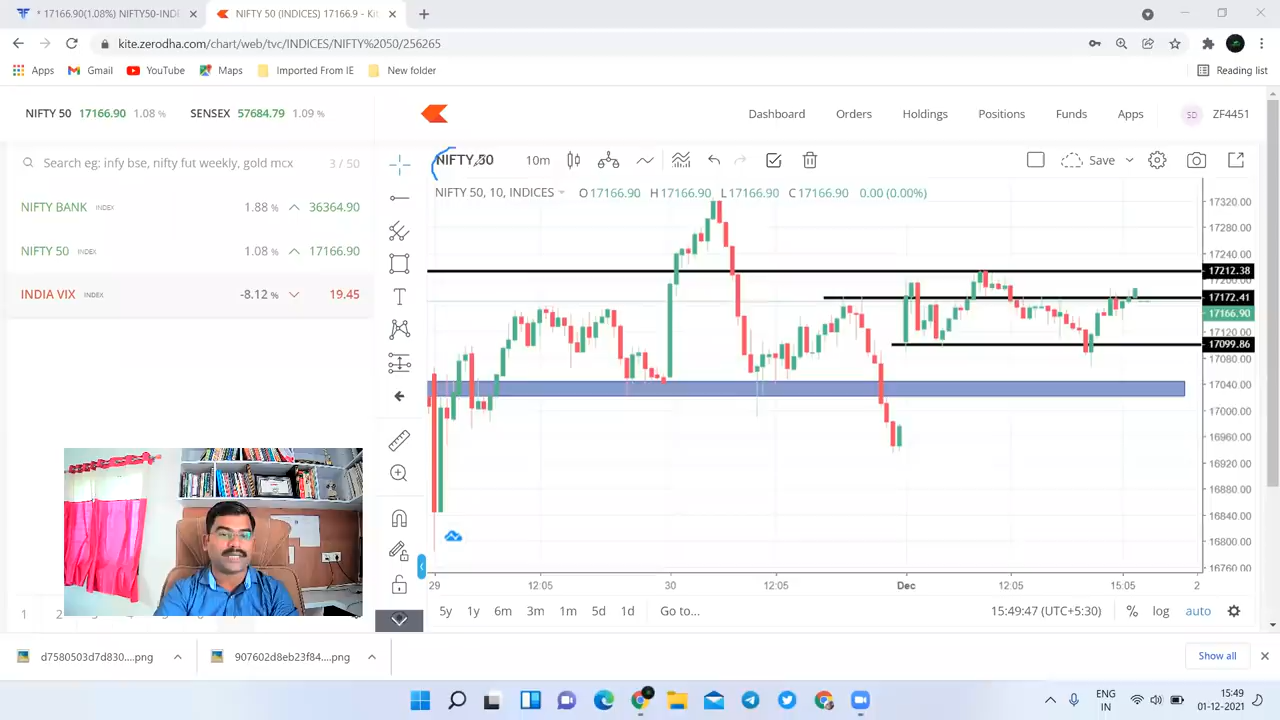 * 17166.90(1.08%) NIFTY50-INDI
NIFTY 50 (INDICES) 17166.9 - Kit
kite.zerodha.com/chart/web/tvc/INDICES/NIFTY%2050/256265
Apps
Gmail
YouTube
Maps
Imported From IE
New folder
Reading list
NIFTY 50 17166.90 1.08 %
SENSEX 57684.79 1.09 %
Dashboard
Orders
Holdings
Positions
Funds
Apps
SD
ZF4451
Search eg: infy bse, nifty fut weekly, gold mcx
3 / 50
NIFTY BANK INDEX 1.88 % 36364.90
NIFTY 50 INDEX 1.08 % 17166.90
INDIA VIX INDEX -8.12 % 19.45
1
2
NIFTY 50
10m
Save
NIFTY 50, 10, INDICES
O 17166.90 H 17166.90 L 17166.90 C 17166.90 0.00 (0.00%)
17320.00
17280.00
17240.00
17212.38
17172.41
17166.90
17120.00
17099.86
17080.00
17040.00
17000.00
16960.00
16920.00
16880.00
16840.00
16800.00
16760.00
29
12:05
30
12:05
Dec
12:05
15:05
2
5y
1y
6m
3m
1m
5d
1d
Go to...
15:49:47 (UTC+5:30)
%
log
auto
d7580503d7d830....png
907602d8eb23f84....png
Show all
ENG
IN
15:49
01-12-2021